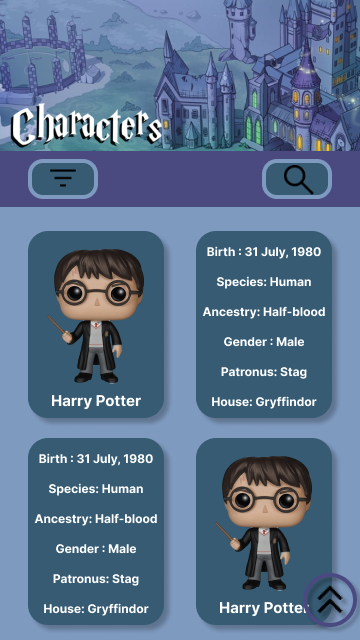 Characters
Harry Potter
Birth : 31 July, 1980
Species: Human
Ancestry: Half-blood
Gender : Male
Patronus: Stag
House: Gryffindor
Birth : 31 July, 1980
Species: Human
Ancestry: Half-blood
Gender : Male
Patronus: Stag
House: Gryffindor
Harry Potter